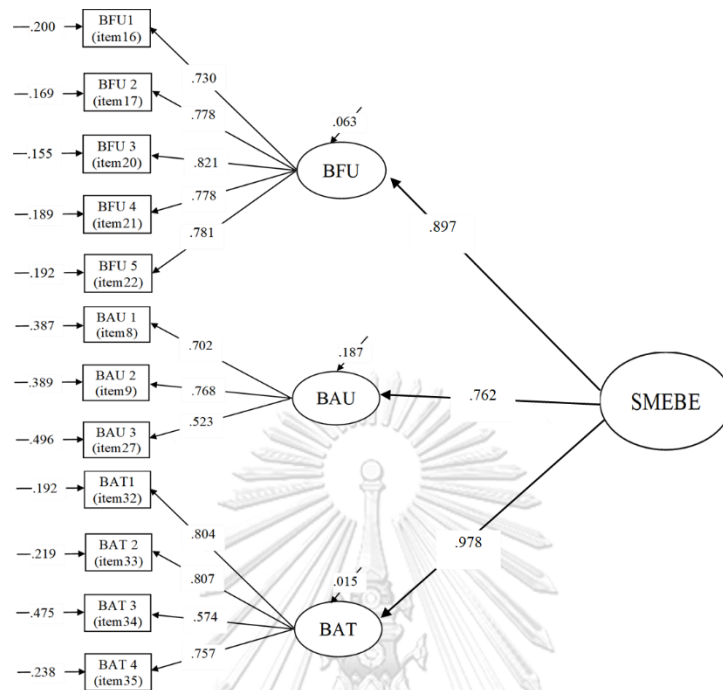 .200
BFU1
(item16)
.169
BFU 2
(item17)
.155
BFU 3
(item20)
.189
BFU 4
(item21)
.192
BFU 5
(item22)
.387
BAU 1
(item8)
.389
BAU 2
(item9)
.496
BAU 3
(item27)
.192
BAT1
(item32)
.219
BAT 2
(item33)
.475
BAT 3
(item34)
.238
BAT 4
(item35)
.730
.778
.821
.778
.781
.702
.768
.523
.804
.807
.574
.757
.063
BFU
.187
BAU
.015
BAT
.897
.762
.978
SMEBE